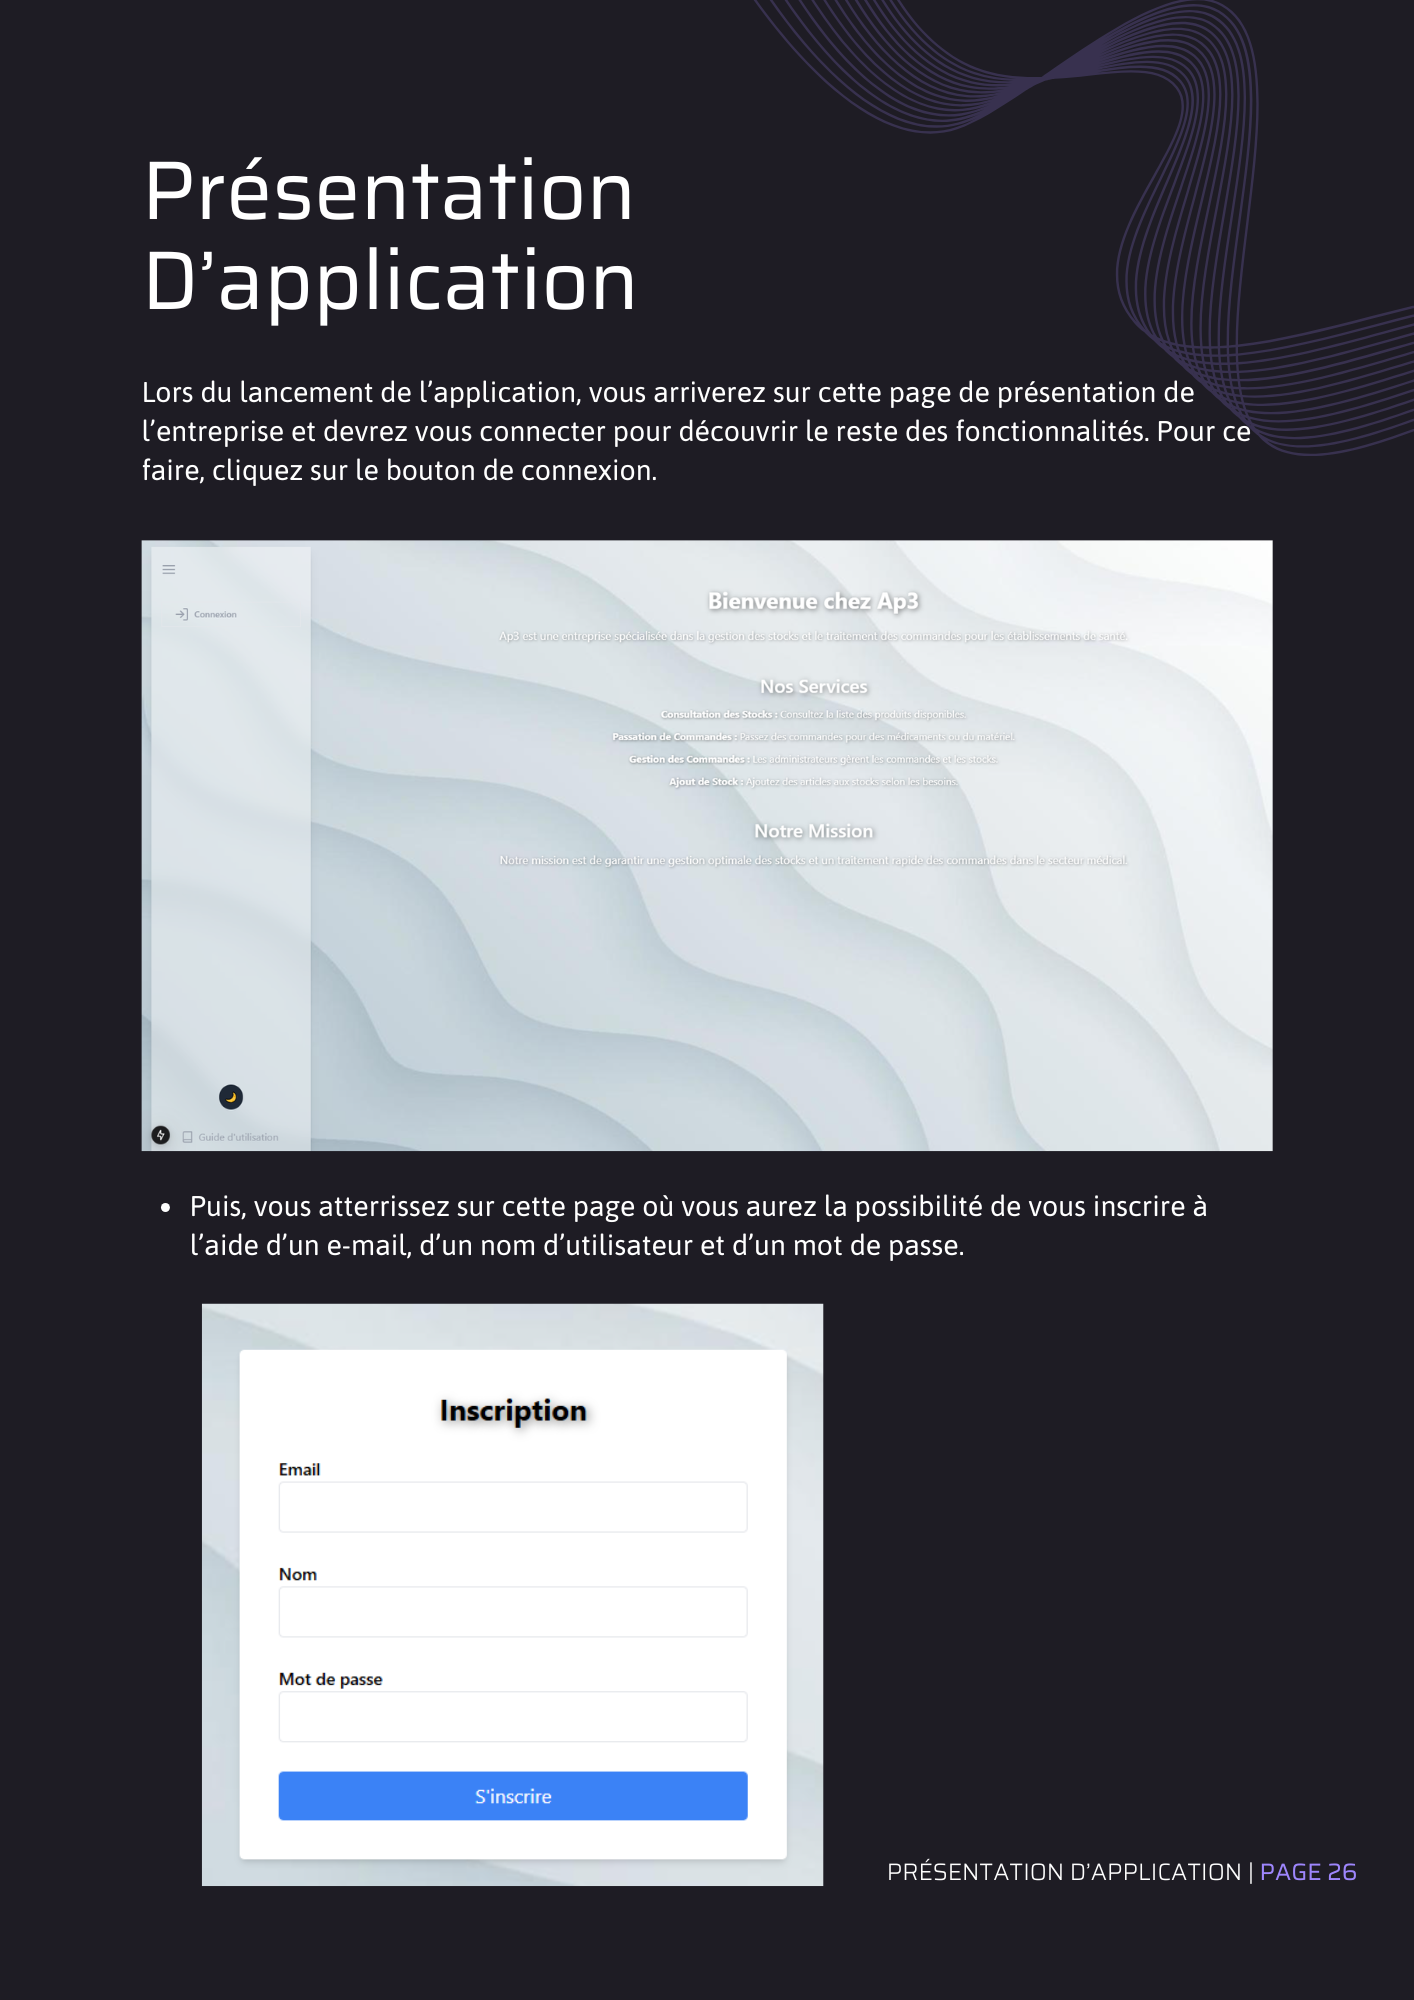 Présentation
D’application
Lors du lancement de l’application, vous arriverez sur cette page de présentation de
l’entreprise et devrez vous connecter pour découvrir le reste des fonctionnalités. Pour ce
faire, cliquez sur le bouton de connexion.
Connexion
Bienvenue chez Ap3
Ap3 est une entreprise spécialisée dans la gestion des stocks et le traitement des commandes pour les établissements de santé.
Nos Services
Consultation des Stocks : Consultez la liste des produits disponibles.
Passation de Commandes : Passez des commandes pour des médicaments ou du matériel.
Gestion des Commandes : Les administrateurs gèrent les commandes et les stocks.
Ajout de Stock : Ajoutez des articles aux stocks selon les besoins.
Notre Mission
Notre mission est de garantir une gestion optimale des stocks et un traitement rapide des commandes dans le secteur médical.
Guide d'utilisation
• Puis, vous atterrissez sur cette page où vous aurez la possibilité de vous inscrire à
l’aide d’un e-mail, d’un nom d’utilisateur et d’un mot de passe.
Inscription
Email
Nom
Mot de passe
S'inscrire
PRÉSENTATION D’APPLICATION | PAGE 26